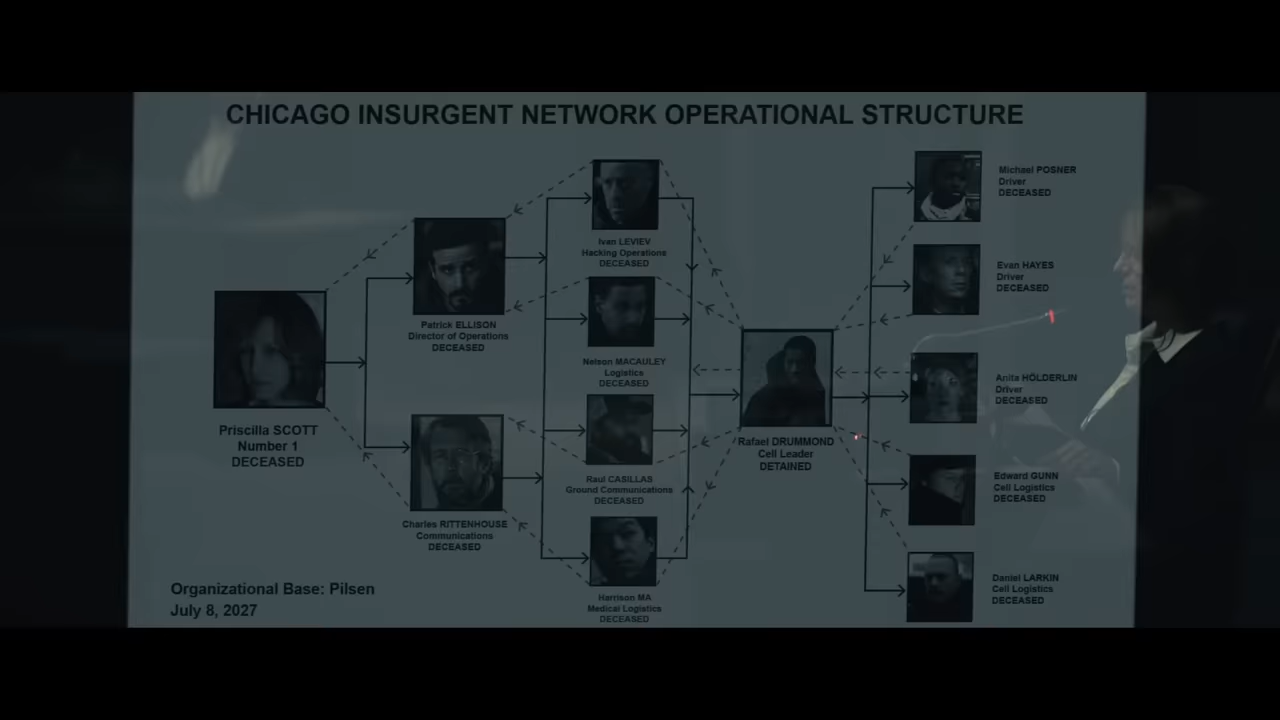 CHICAGO INSURGENT NETWORK OPERATIONAL STRUCTURE
Priscilla SCOTT
Number 1
DECEASED
Patrick ELLISON
Director of Operations
DECEASED
Charles RITTENHOUSE
Communications
DECEASED
Ivan LEVIEV
Hacking Operations
DECEASED
Nelson MACAULEY
Logistics
DECEASED
Raul CASILLAS
Ground Communications
DECEASED
Harrison MA
Medical Logistics
DECEASED
Rafael DRUMMOND
Cell Leader
DETAINED
Michael POSNER
Driver
DECEASED
Evan HAYES
Driver
DECEASED
Anita HÖLDERLIN
Driver
DECEASED
Edward GUNN
Cell Logistics
DECEASED
Daniel LARKIN
Cell Logistics
DECEASED
Organizational Base: Pilsen
July 8, 2027